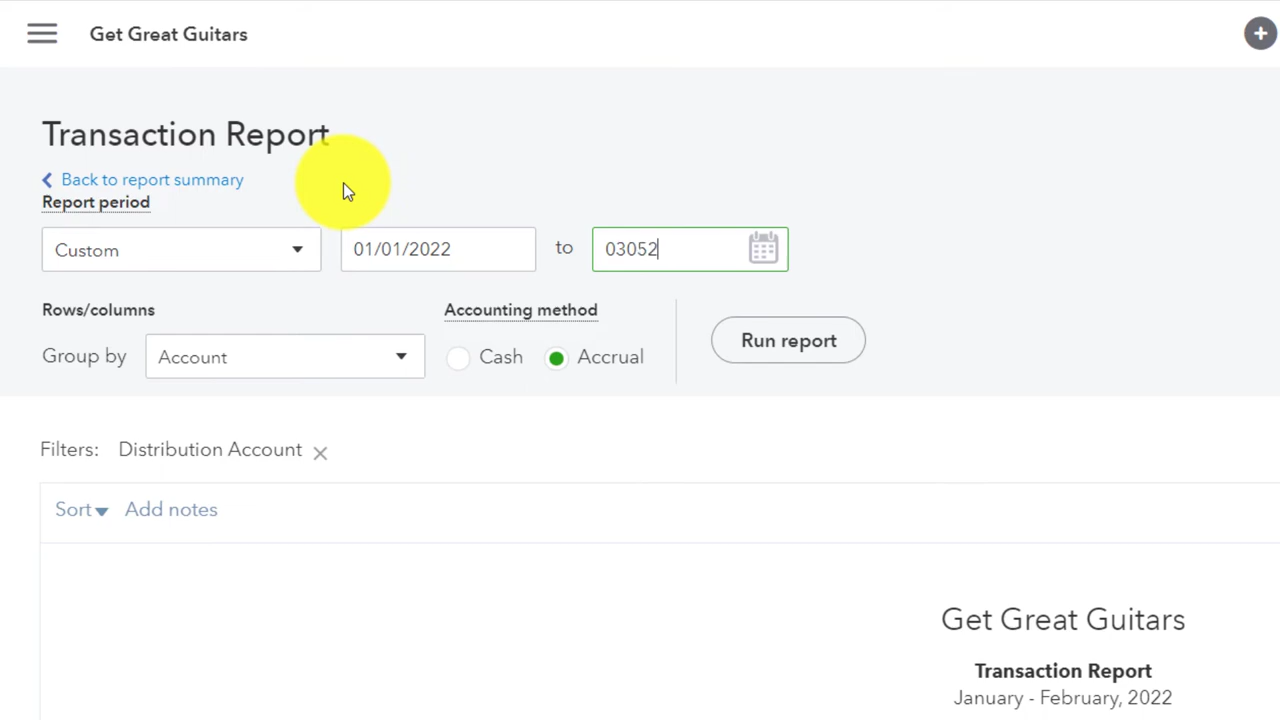 Get Great Guitars
Transaction Report
Back to report summary
Report period
Custom 01/01/2022 to 03052
Rows/columns Accounting method
Group by Account Cash Accrual Run report
Filters: Distribution Account
Sort Add notes
Get Great Guitars
Transaction Report
January - February, 2022